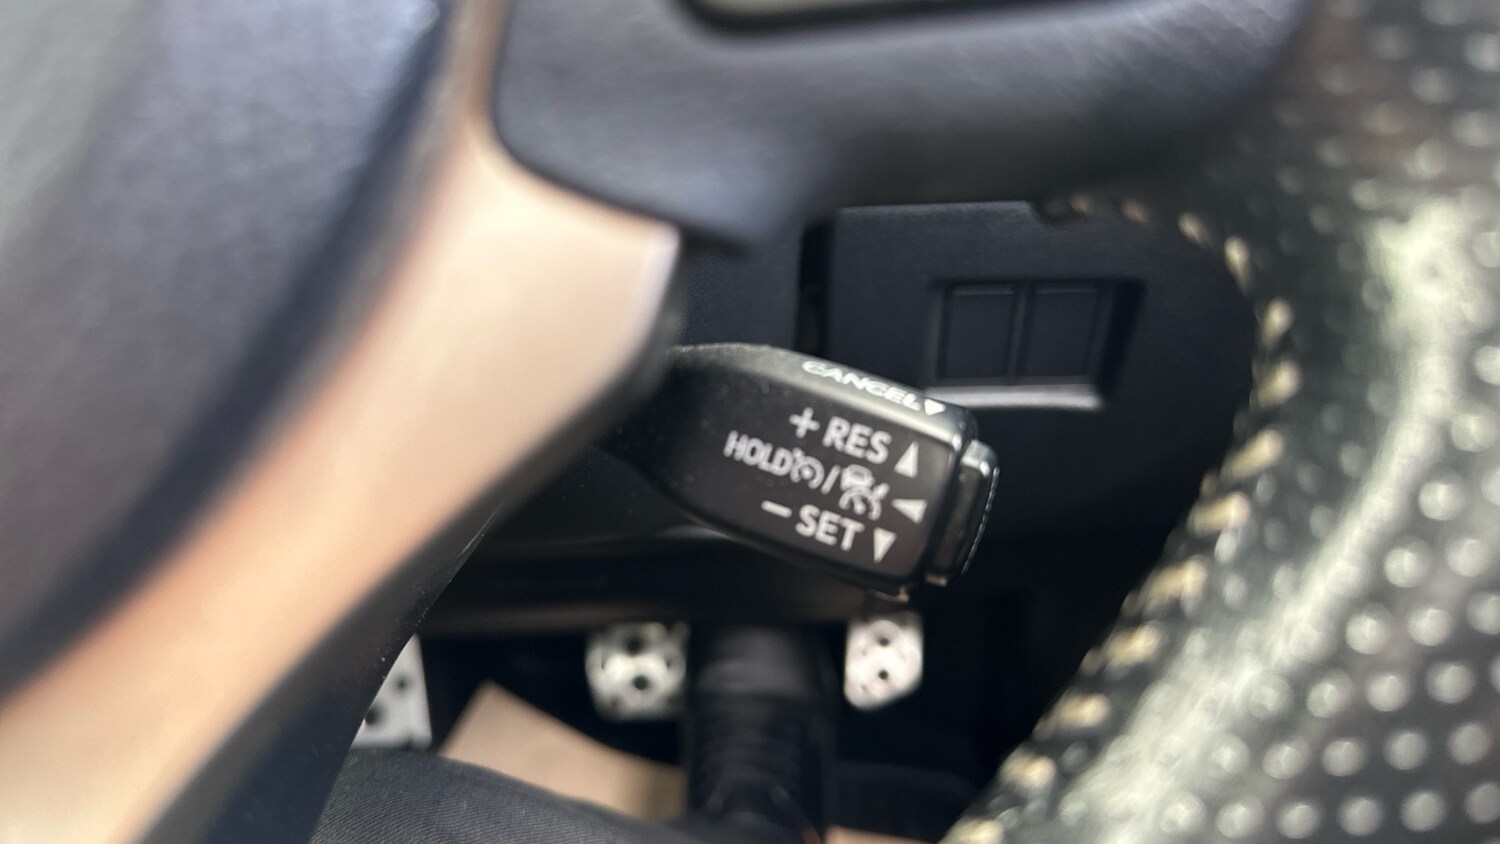 CANCEL
+ RES
HOLD /
− SET